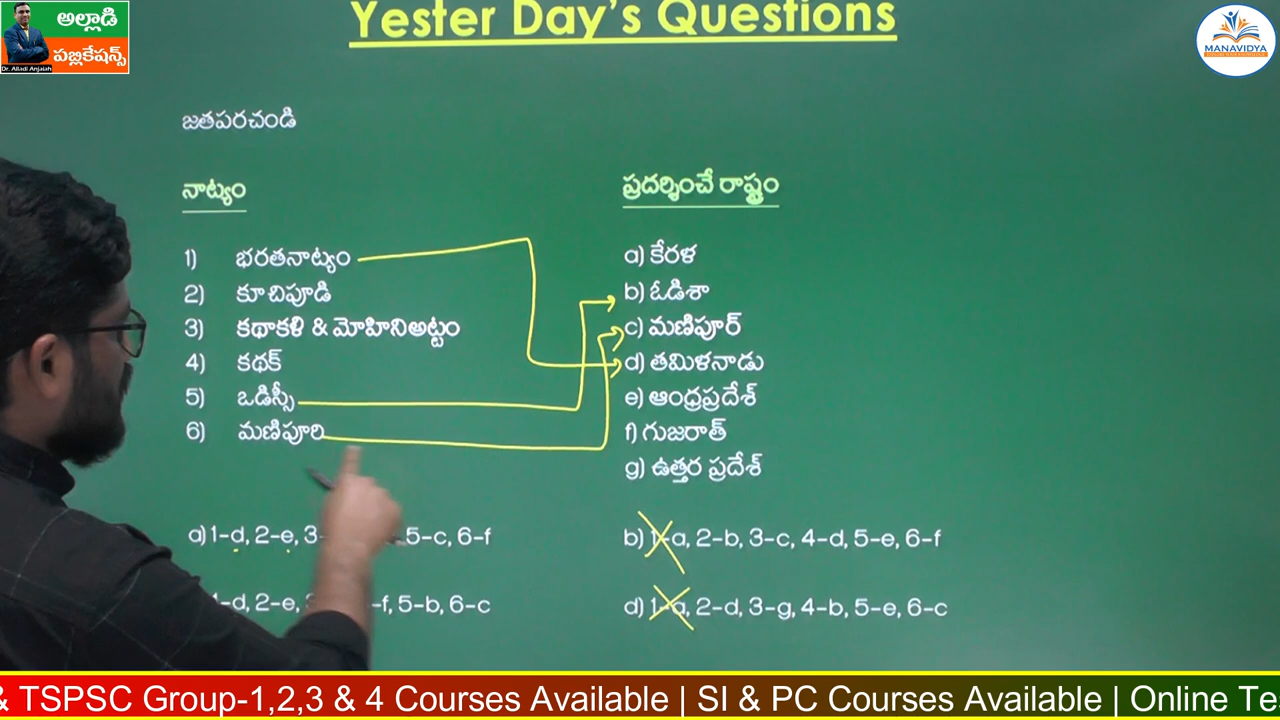 Yester Day's Questions
అల్లాడి
పబ్లికేషన్స్
Dr. Alladi Anjaiah
MANAVIDYA
జతపరచండి
నాట్యం
ప్రదర్శించే రాష్ట్రం
1) భరతనాట్యం
2) కూచిపూడి
3) కథాకళి & మోహినిఅట్టం
4) కథక్
5) ఒడిస్సీ
6) మణిపూరి
a) కేరళ
b) ఓడిశా
c) మణిపూర్
d) తమిళనాడు
e) ఆంధ్రప్రదేశ్
f) గుజరాత్
g) ఉత్తర ప్రదేశ్
a) 1-d, 2-e, 3- 5-c, 6-f
b) 1-a, 2-b, 3-c, 4-d, 5-e, 6-f
1-d, 2-e, -f, 5-b, 6-c
d) 1-a, 2-d, 3-g, 4-b, 5-e, 6-c
& TSPSC Group-1,2,3 & 4 Courses Available | SI & PC Courses Available | Online Te